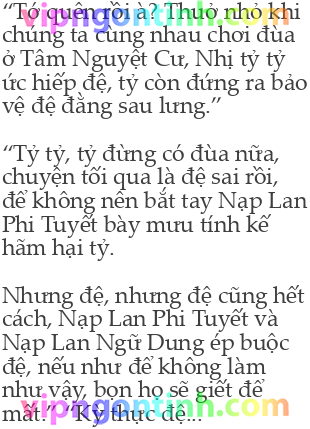 “Tớ quên rồi à? Thuở nhỏ khi
chúng ta cùng nhau chơi đùa
ở Tâm Nguyệt Cư, Nhị tỷ tỷ
ức hiếp đệ, tỷ còn đứng ra bảo
vệ đệ đằng sau lưng.”
“Tỷ tỷ, tỷ đừng có đùa nữa,
chuyện tối qua là đệ sai rồi,
để không nên bắt tay Nạp Lan
Phi Tuyết bày mưu tính kế
hãm hại tỷ.
Nhưng đệ, nhưng đệ cũng hết
cách, Nạp Lan Phi Tuyết và
Nạp Lan Ngữ Dung ép buộc
đệ, nếu như để không làm
như vậy, bọn họ sẽ giết để
mất.” “Kỳ thực đệ...
vipngontinh.com
vipngontinh.com